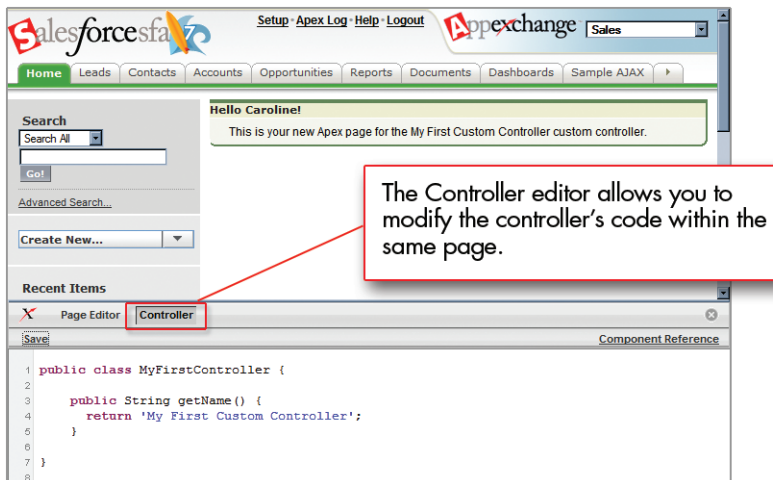 Salesforcesfa 7
Setup · Apex Log · Help · Logout
Appexchange
Sales
Home Leads Contacts Accounts Opportunities Reports Documents Dashboards Sample AJAX
Search
Search All
Go!
Advanced Search...
Create New...
Recent Items
Hello Caroline!
This is your new Apex page for the My First Custom Controller custom controller.
The Controller editor allows you to
modify the controller's code within the
same page.
X Page Editor Controller
Save Component Reference
1 public class MyFirstController {
2
3 public String getName() {
4 return 'My First Custom Controller';
5 }
6
7 }
8